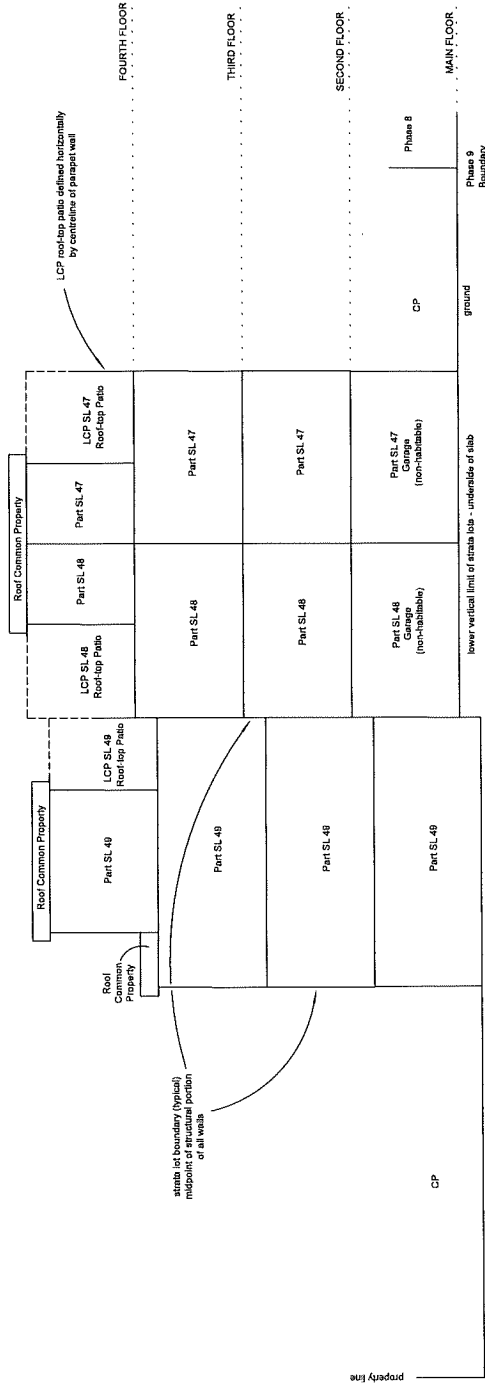 FOURTH FLOOR
THIRD FLOOR
SECOND FLOOR
MAIN FLOOR
LCP roof-top patio defined horizontally
by centreline of parapet wall
Phase 8
Phase 9
Boundary
CP
ground
Roof Common Property
LCP SL 47
Roof-top Patio
Part SL 47
Part SL 48
LCP SL 48
Roof-top Patio
Part SL 47
Part SL 48
Part SL 47
Part SL 48
Part SL 47
Garage
(non-habitable)
Part SL 48
Garage
(non-habitable)
lower vertical limit of strata lots - underside of slab
Roof Common Property
LCP SL 49
Roof-top Patio
Part SL 49
Part SL 49
Part SL 49
Part SL 49
Roof
Common
Property
strata lot boundary (typical)
midpoint of structural portion
of all walls
CP
property line